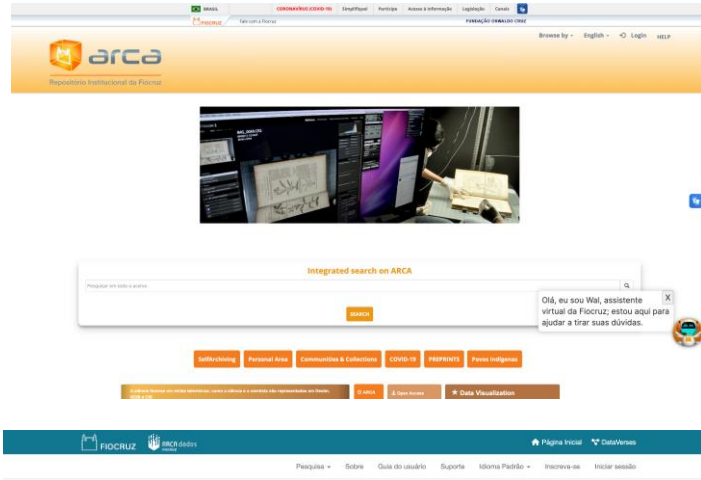 BRASIL CORONAVÍRUS (COVID-19) Simplifique! Participe Acesso à informação Legislação Canais
FIOCRUZ Fale com a Fiocruz FUNDAÇÃO OSWALDO CRUZ
Browse by English Login HELP
arca
Repositório Institucional da Fiocruz
Integrated search on ARCA
Pesquisar em todo o acervo
SEARCH
Olá, eu sou Wal, assistente
virtual da Fiocruz; estou aqui para
ajudar a tirar suas dúvidas.
X
SelfArchiving Personal Area Communities & Collections COVID-19 PREPRINTS Povos Indígenas
ARCA Open Access Data Visualization
FIOCRUZ ARCA dados Página Inicial DataVerses
Pesquisa Sobre Guia do usuário Suporte Idioma Padrão Inscreva-se Iniciar sessão